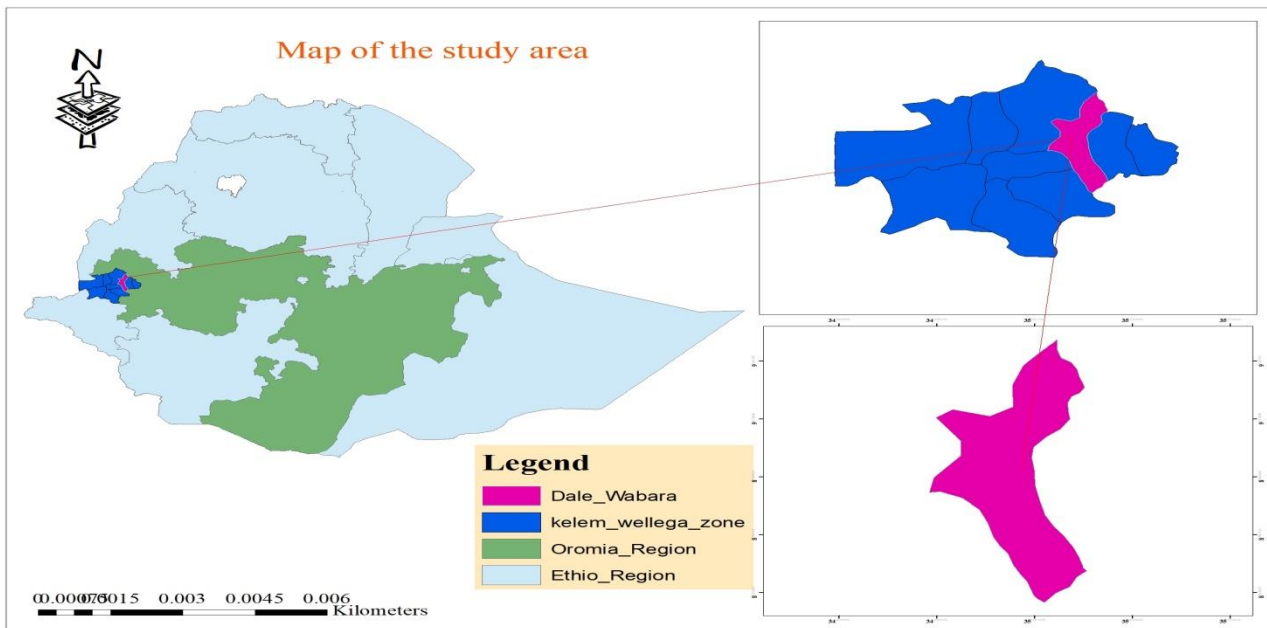 Map of the study area
N
Legend
Dale_Wabara
kelem_wellega_zone
Oromia_Region
Ethio_Region
0.003 0.0045 0.006
Kilometers
34 34 35 35 35